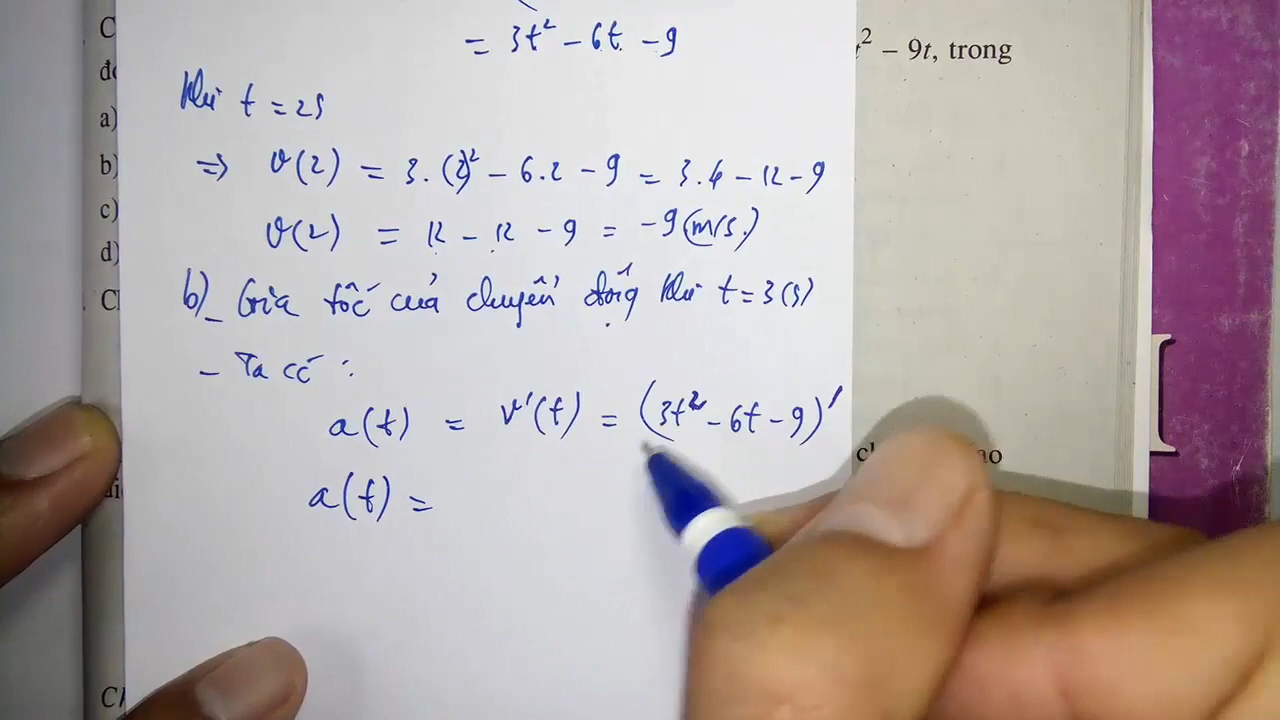 = 3t² - 6t - 9
t² – 9t, trong
Khi t = 2s
⇒ v(2) = 3.(2)² - 6.2 - 9 = 3.4 - 12 - 9
v(2) = 12 - 12 - 9 = -9 (m/s.)
b)_ Gia tốc của chuyển động khi t = 3(s)
- Ta có :
a(t) = v'(t) = (3t² - 6t - 9)'
a(t) =
a)
b)
c)
d)